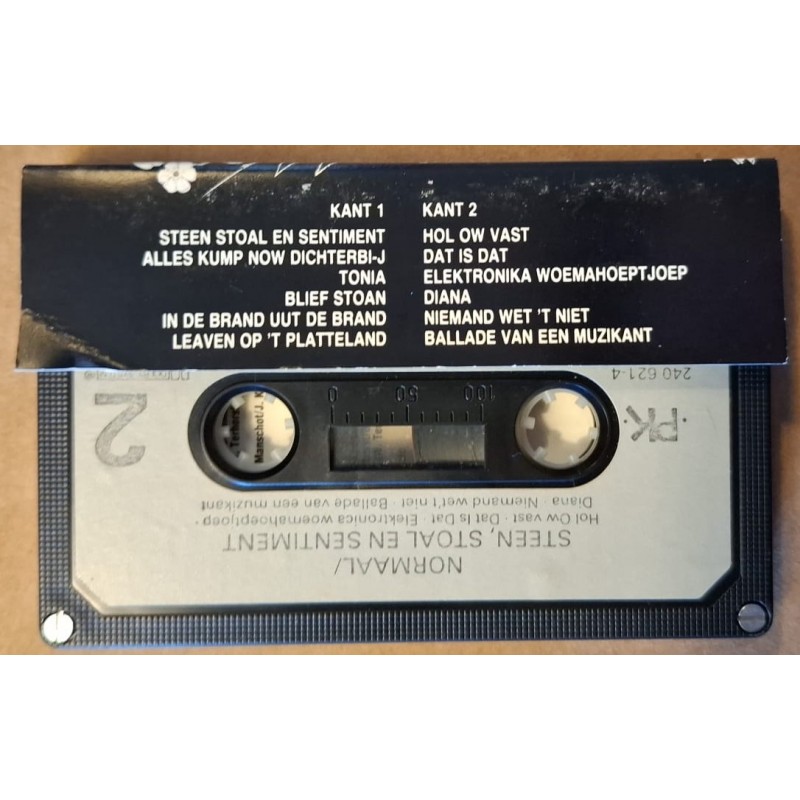 KANT 1
STEEN STOAL EN SENTIMENT
ALLES KUMP NOW DICHTERBI-J
TONIA
BLIEF STOAN
IN DE BRAND UUT DE BRAND
LEAVEN OP 'T PLATTELAND
KANT 2
HOL OW VAST
DAT IS DAT
ELEKTRONIKA WOEMAHOEPTJOEP
DIANA
NIEMAND WET 'T NIET
BALLADE VAN EEN MUZIKANT
NORMAAL/
STEEN, STOAL EN SENTIMENT
Hol Ow vast · Dat Is Dat · Elektronica woemahoeptjoep ·
Diana · Niemand wet't niet · Ballade van een muzikant
·PK·
2
100 50 0
Manschot/J. K
240 621-4